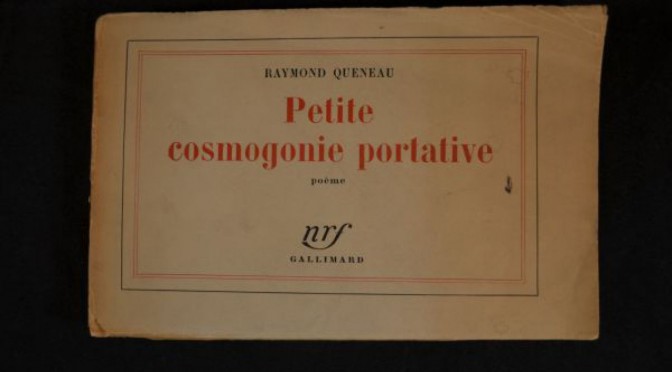 RAYMOND QUENEAU
Petite
cosmogonie portative
poème
nrf
GALLIMARD